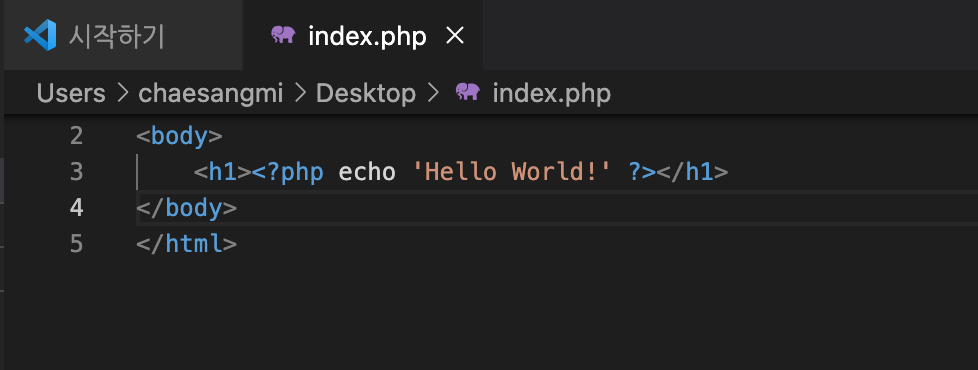 시작하기 index.php ×
Users > chaesangmi > Desktop > index.php
2 <body>
3 <h1><?php echo 'Hello World!' ?></h1>
4 </body>
5 </html>